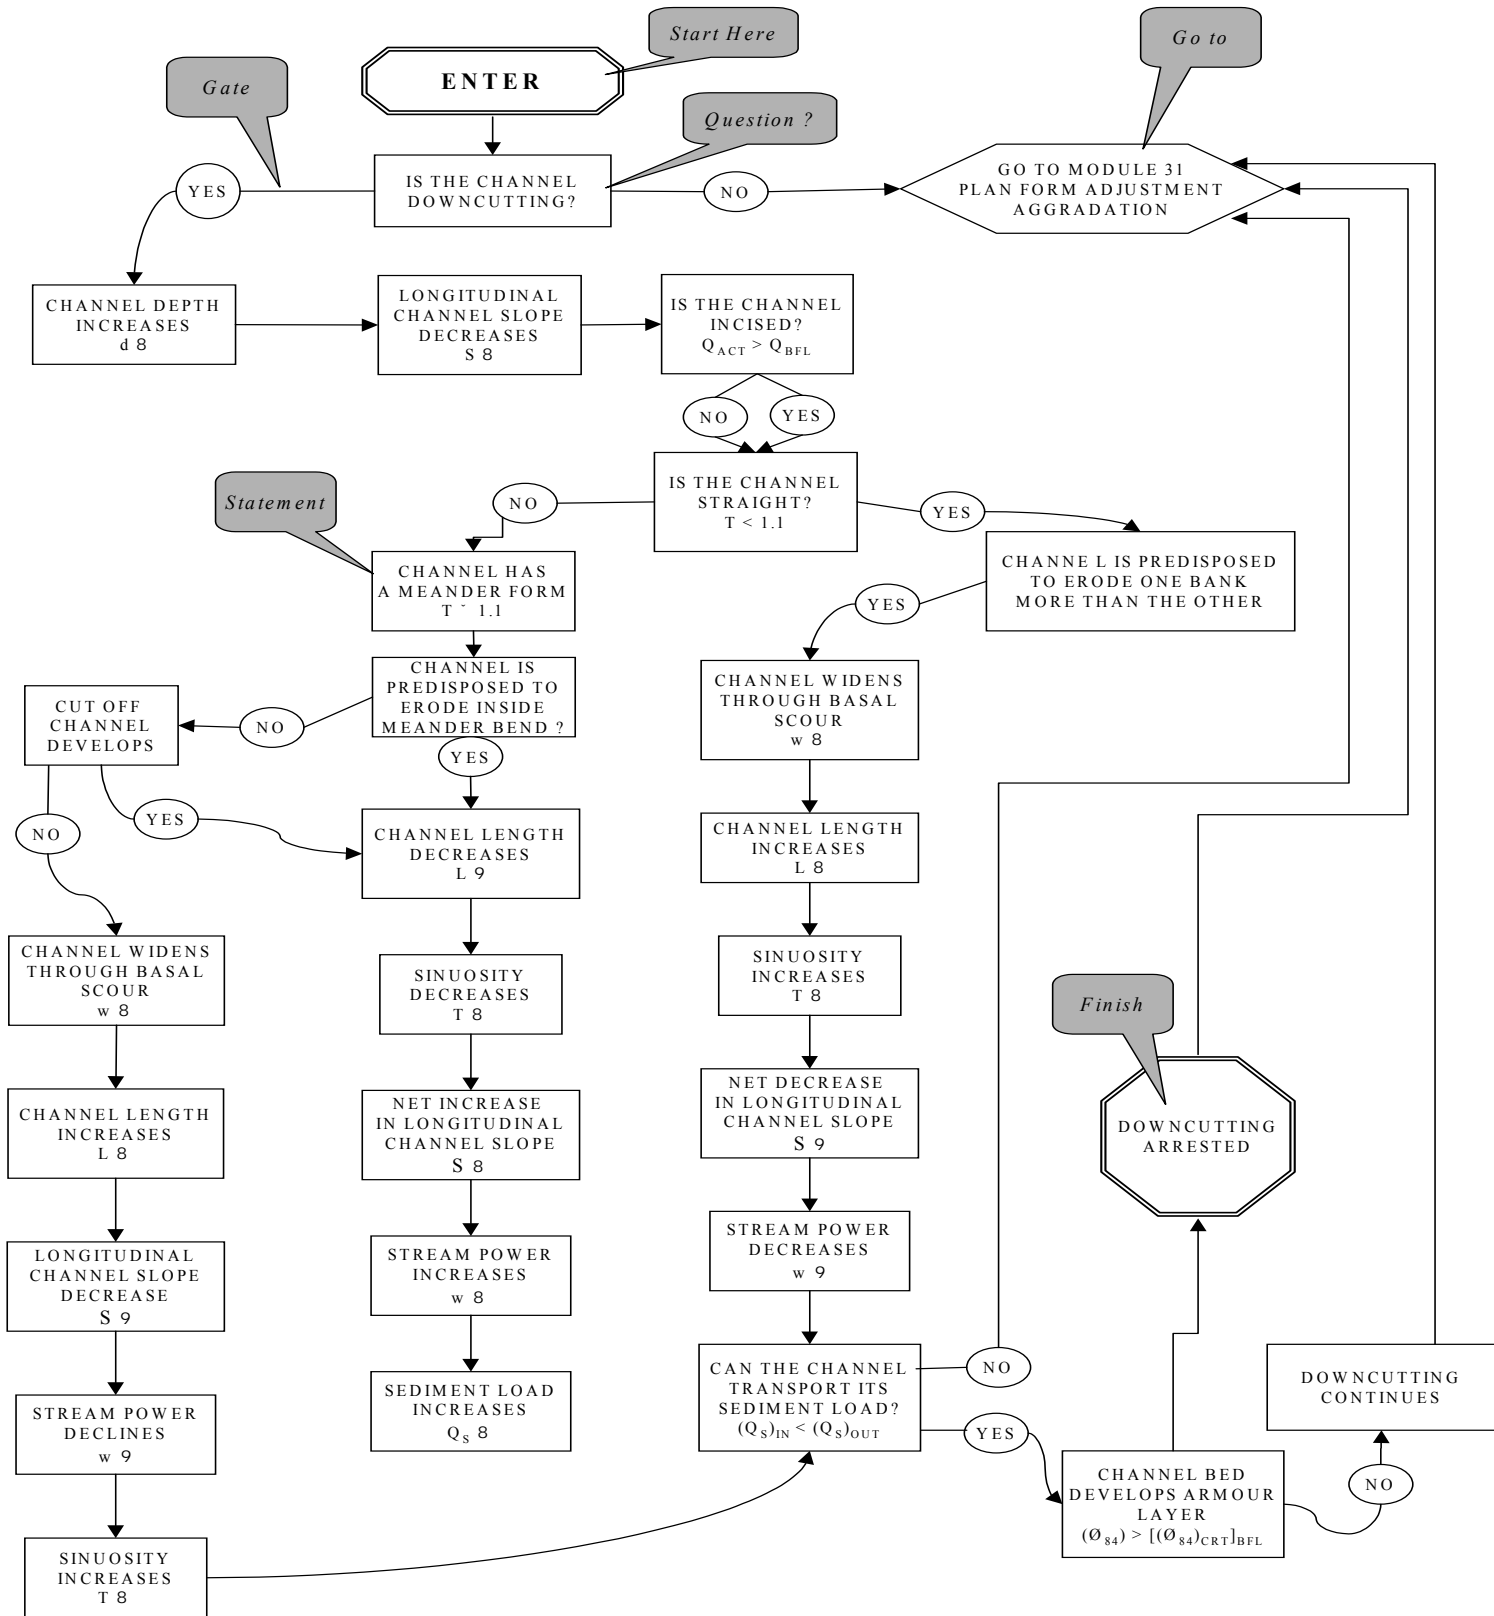 Start Here
Go to
Gate
ENTER
Question ?
YES
IS THE CHANNEL
DOWNCUTTING?
NO
GO TO MODULE 31
PLAN FORM ADJUSTMENT
AGGRADATION
CHANNEL DEPTH
INCREASES
d 8
LONGITUDINAL
CHANNEL SLOPE
DECREASES
S 8
IS THE CHANNEL
INCISED?
Q ACT > Q BFL
NO
YES
IS THE CHANNEL
STRAIGHT?
T < 1.1
Statement
NO
YES
CHANNEL HAS
A MEANDER FORM
T ˘ 1.1
CHANNEL IS PREDISPOSED
TO ERODE ONE BANK
MORE THAN THE OTHER
YES
CHANNEL IS
PREDISPOSED TO
ERODE INSIDE
MEANDER BEND ?
CUT OFF
CHANNEL
DEVELOPS
NO
YES
CHANNEL WIDENS
THROUGH BASAL
SCOUR
w 8
NO
YES
CHANNEL LENGTH
DECREASES
L 9
CHANNEL LENGTH
INCREASES
L 8
CHANNEL WIDENS
THROUGH BASAL
SCOUR
w 8
SINUOSITY
DECREASES
T 8
SINUOSITY
INCREASES
T 8
Finish
CHANNEL LENGTH
INCREASES
L 8
NET INCREASE
IN LONGITUDINAL
CHANNEL SLOPE
S 8
NET DECREASE
IN LONGITUDINAL
CHANNEL SLOPE
S 9
DOWNCUTTING
ARRESTED
LONGITUDINAL
CHANNEL SLOPE
DECREASE
S 9
STREAM POWER
INCREASES
w 8
STREAM POWER
DECREASES
w 9
STREAM POWER
DECLINES
w 9
SEDIMENT LOAD
INCREASES
Q S 8
CAN THE CHANNEL
TRANSPORT ITS
SEDIMENT LOAD?
(Q S) IN < (Q S) OUT
NO
YES
DOWNCUTTING
CONTINUES
NO
CHANNEL BED
DEVELOPS ARMOUR
LAYER
(Ø 84) > [(Ø 84) CRT] BFL
SINUOSITY
INCREASES
T 8